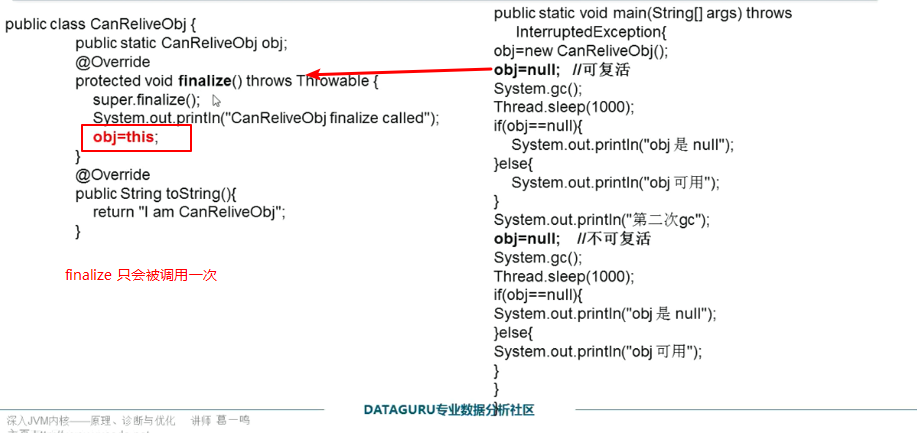 public class CanReliveObj {
public static CanReliveObj obj;
@Override
protected void finalize() throws Throwable {
super.finalize();
System.out.println("CanReliveObj finalize called");
obj=this;
}
@Override
public String toString(){
return "I am CanReliveObj";
}
finalize 只会被调用一次
public static void main(String[] args) throws
InterruptedException{
obj=new CanReliveObj();
obj=null; //可复活
System.gc();
Thread.sleep(1000);
if(obj==null){
System.out.println("obj 是 null");
}else{
System.out.println("obj 可用");
}
System.out.println("第二次gc");
obj=null; //不可复活
System.gc();
Thread.sleep(1000);
if(obj==null){
System.out.println("obj 是 null");
}else{
System.out.println("obj 可用");
}
}
}
DATAGURU专业数据分析社区
深入JVM内核——原理、诊断与优化 讲师 葛一鸣